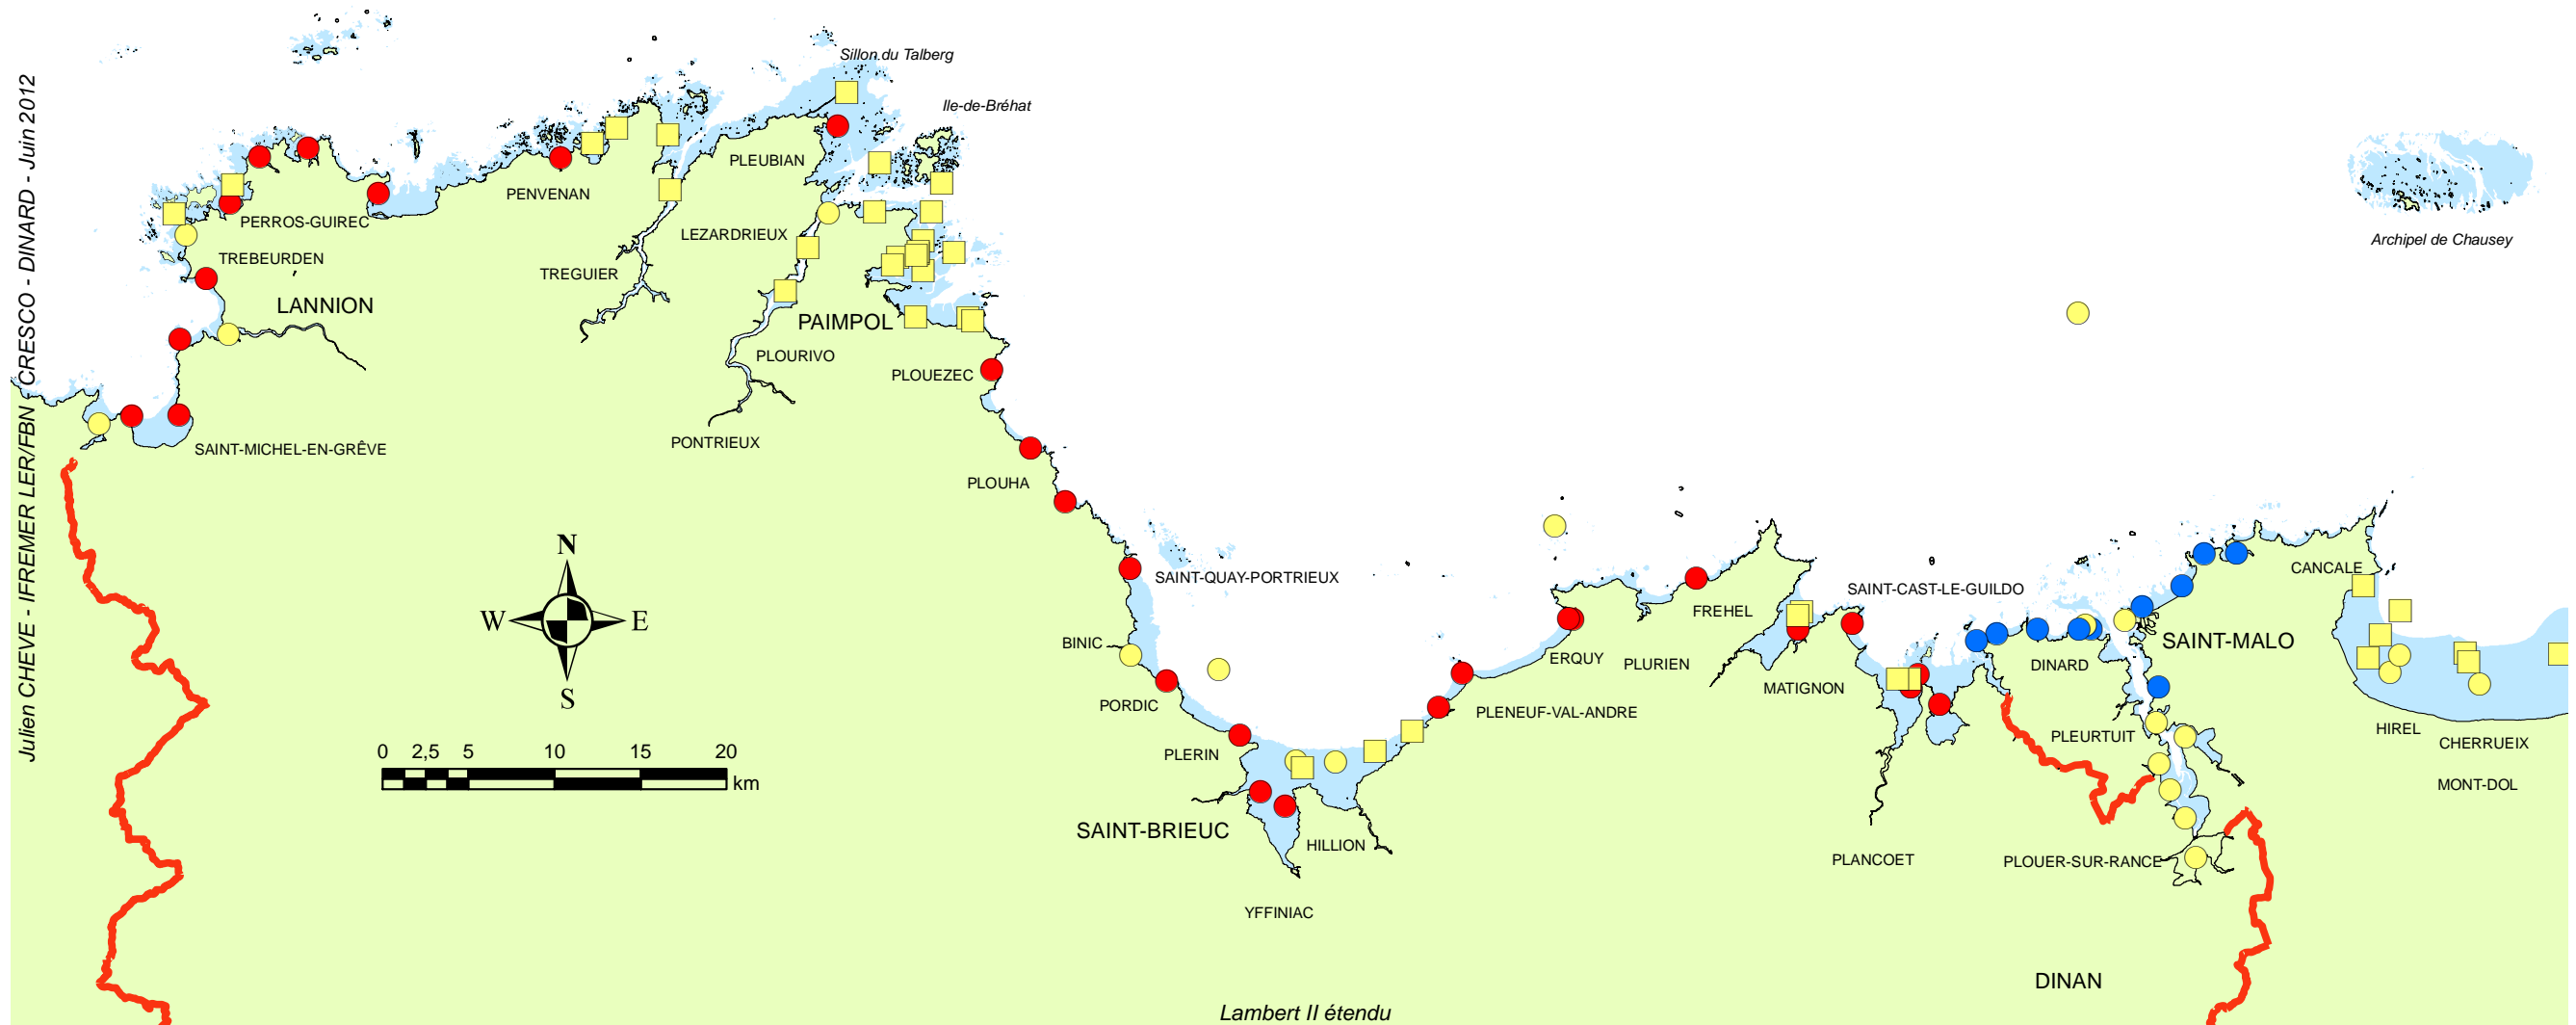 Julien CHEVE - IFREMER LER/FBN - CRESCO - DINARD - Juin 2012
Sillon du Talberg
Ile-de-Bréhat
PLEUBIAN
PENVENAN
PERROS-GUIREC
LEZARDRIEUX
Archipel de Chausey
TREBEURDEN
TREGUIER
LANNION
PAIMPOL
PLOURIVO
PLOUEZEC
PONTRIEUX
SAINT-MICHEL-EN-GRÊVE
PLOUHA
N
W
E
S
SAINT-QUAY-PORTRIEUX
CANCALE
SAINT-CAST-LE-GUILDO
FREHEL
BINIC
SAINT-MALO
ERQUY
PLURIEN
DINARD
MATIGNON
PORDIC
PLENEUF-VAL-ANDRE
HIREL
PLEURTUIT
CHERRUEIX
0 2,5 5 10 15 20
km
PLERIN
MONT-DOL
SAINT-BRIEUC
HILLION
PLANCOET
PLOUER-SUR-RANCE
YFFINIAC
DINAN
Lambert II étendu